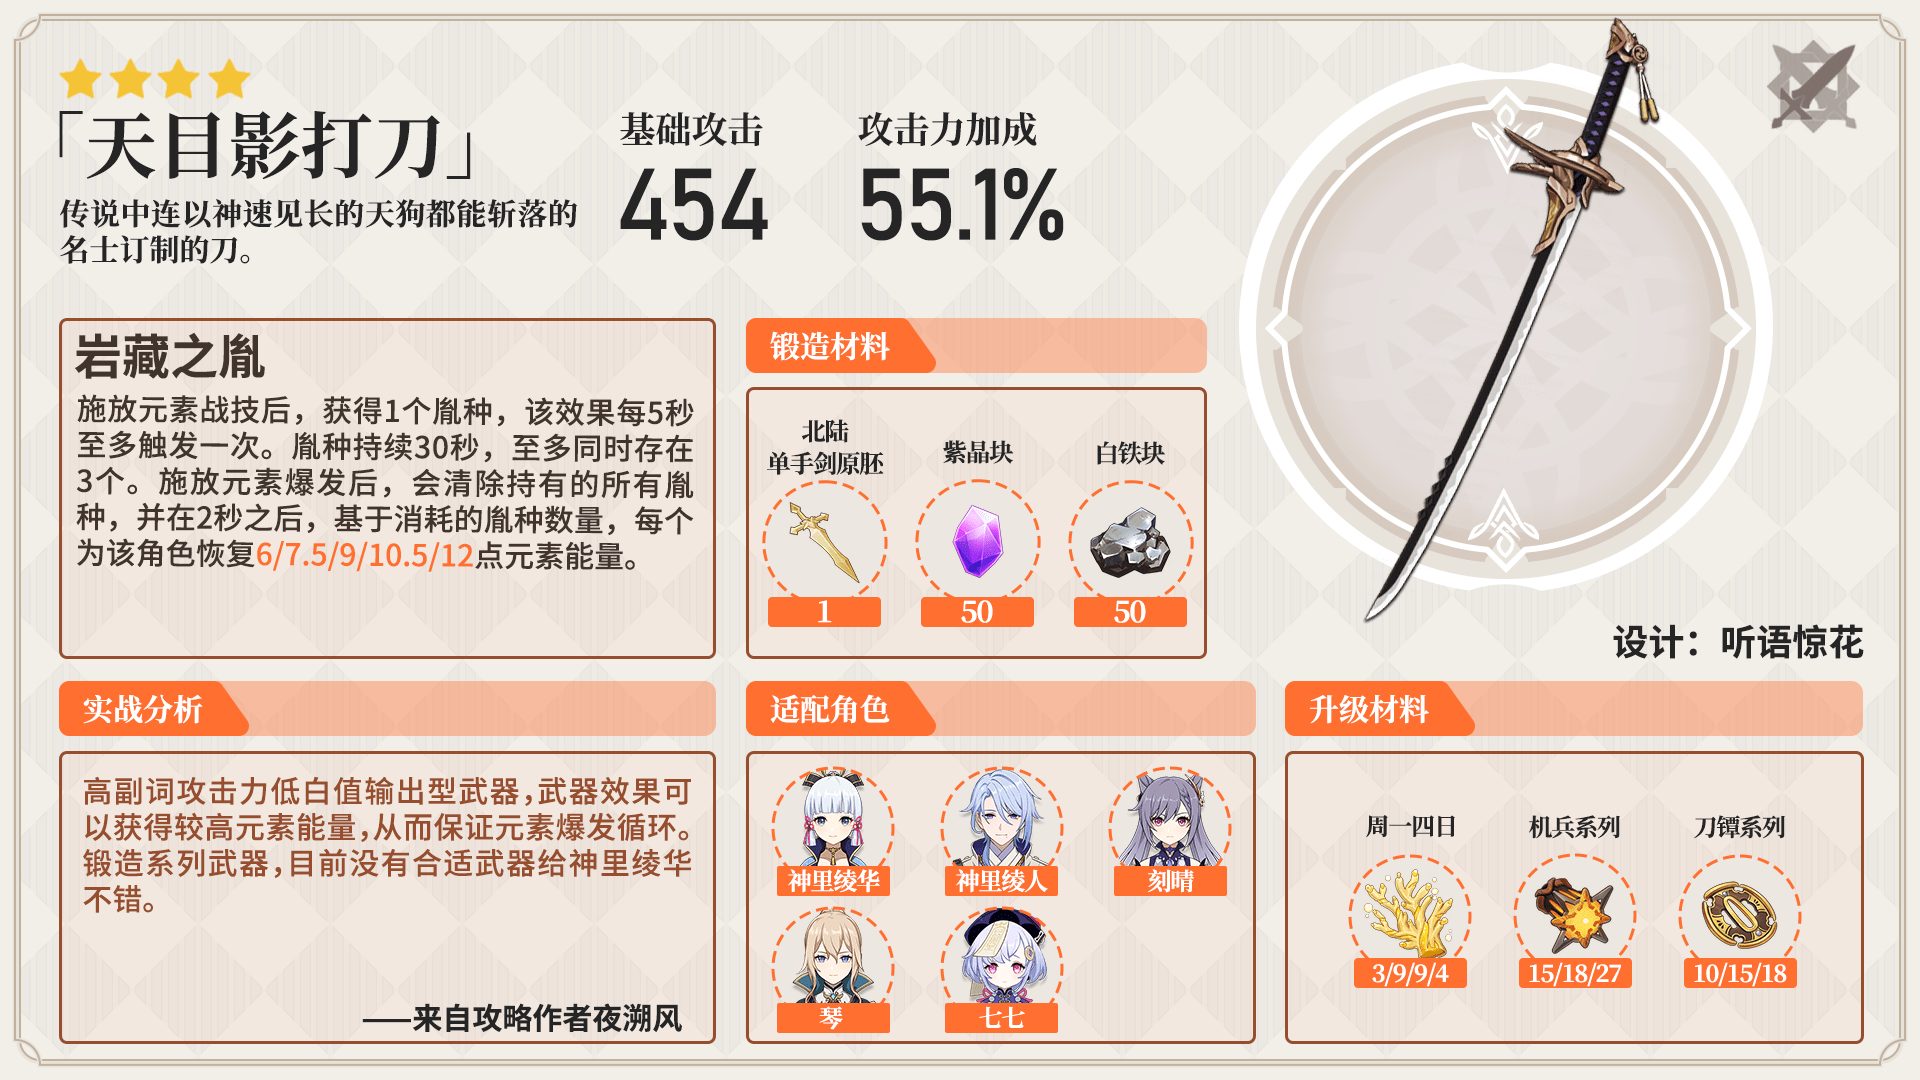 「天目影打刀」
传说中连以神速见长的天狗都能斩落的
名士订制的刀。
基础攻击
454
攻击力加成
55.1%
岩藏之胤
施放元素战技后，获得1个胤种，该效果每5秒
至多触发一次。胤种持续30秒，至多同时存在
3个。施放元素爆发后，会清除持有的所有胤
种，并在2秒之后，基于消耗的胤种数量，每个
为该角色恢复6/7.5/9/10.5/12点元素能量。
锻造材料
北陆
单手剑原胚
1
紫晶块
50
白铁块
50
设计：听语惊花
实战分析
高副词攻击力低白值输出型武器，武器效果可
以获得较高元素能量，从而保证元素爆发循环。
锻造系列武器，目前没有合适武器给神里绫华
不错。
——来自攻略作者夜溯风
适配角色
神里绫华
神里绫人
刻晴
琴
七七
升级材料
周一四日
3/9/9/4
机兵系列
15/18/27
刀镡系列
10/15/18